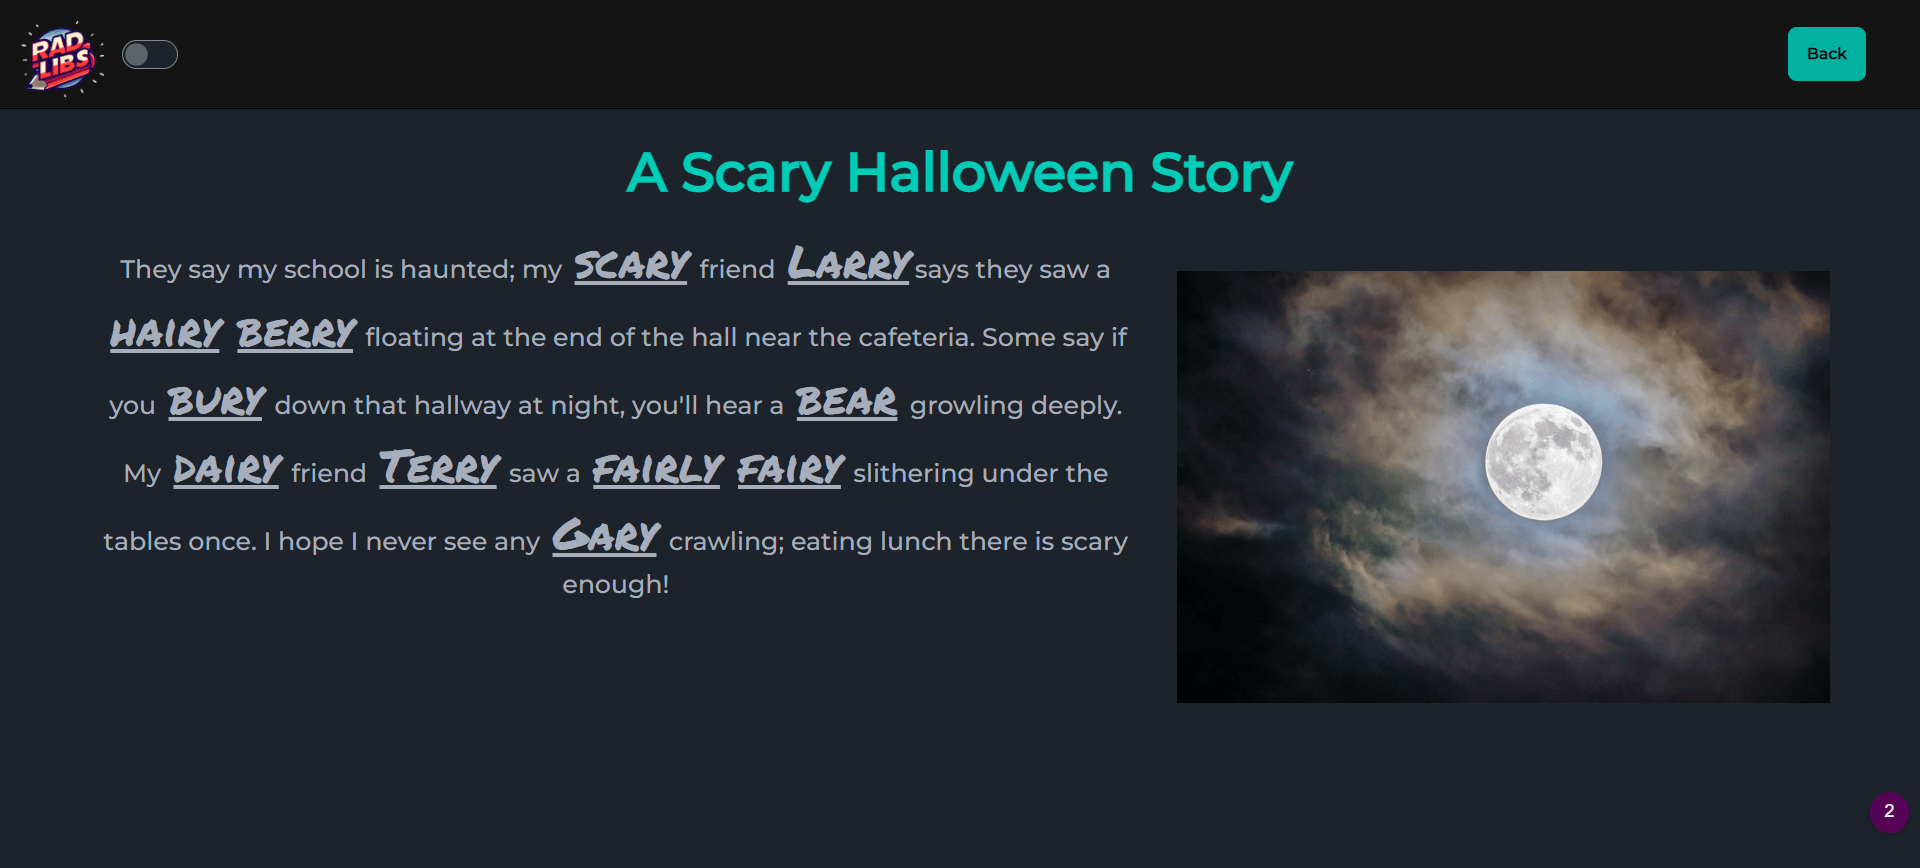 RAD
LIBS
Back
A Scary Halloween Story
They say my school is haunted; my SCARY friend LARRY says they saw a
HAIRY BERRY floating at the end of the hall near the cafeteria. Some say if
you BURY down that hallway at night, you'll hear a BEAR growling deeply.
My DAIRY friend TERRY saw a FAIRLY FAIRY slithering under the
tables once. I hope I never see any GARY crawling; eating lunch there is scary
enough!
2